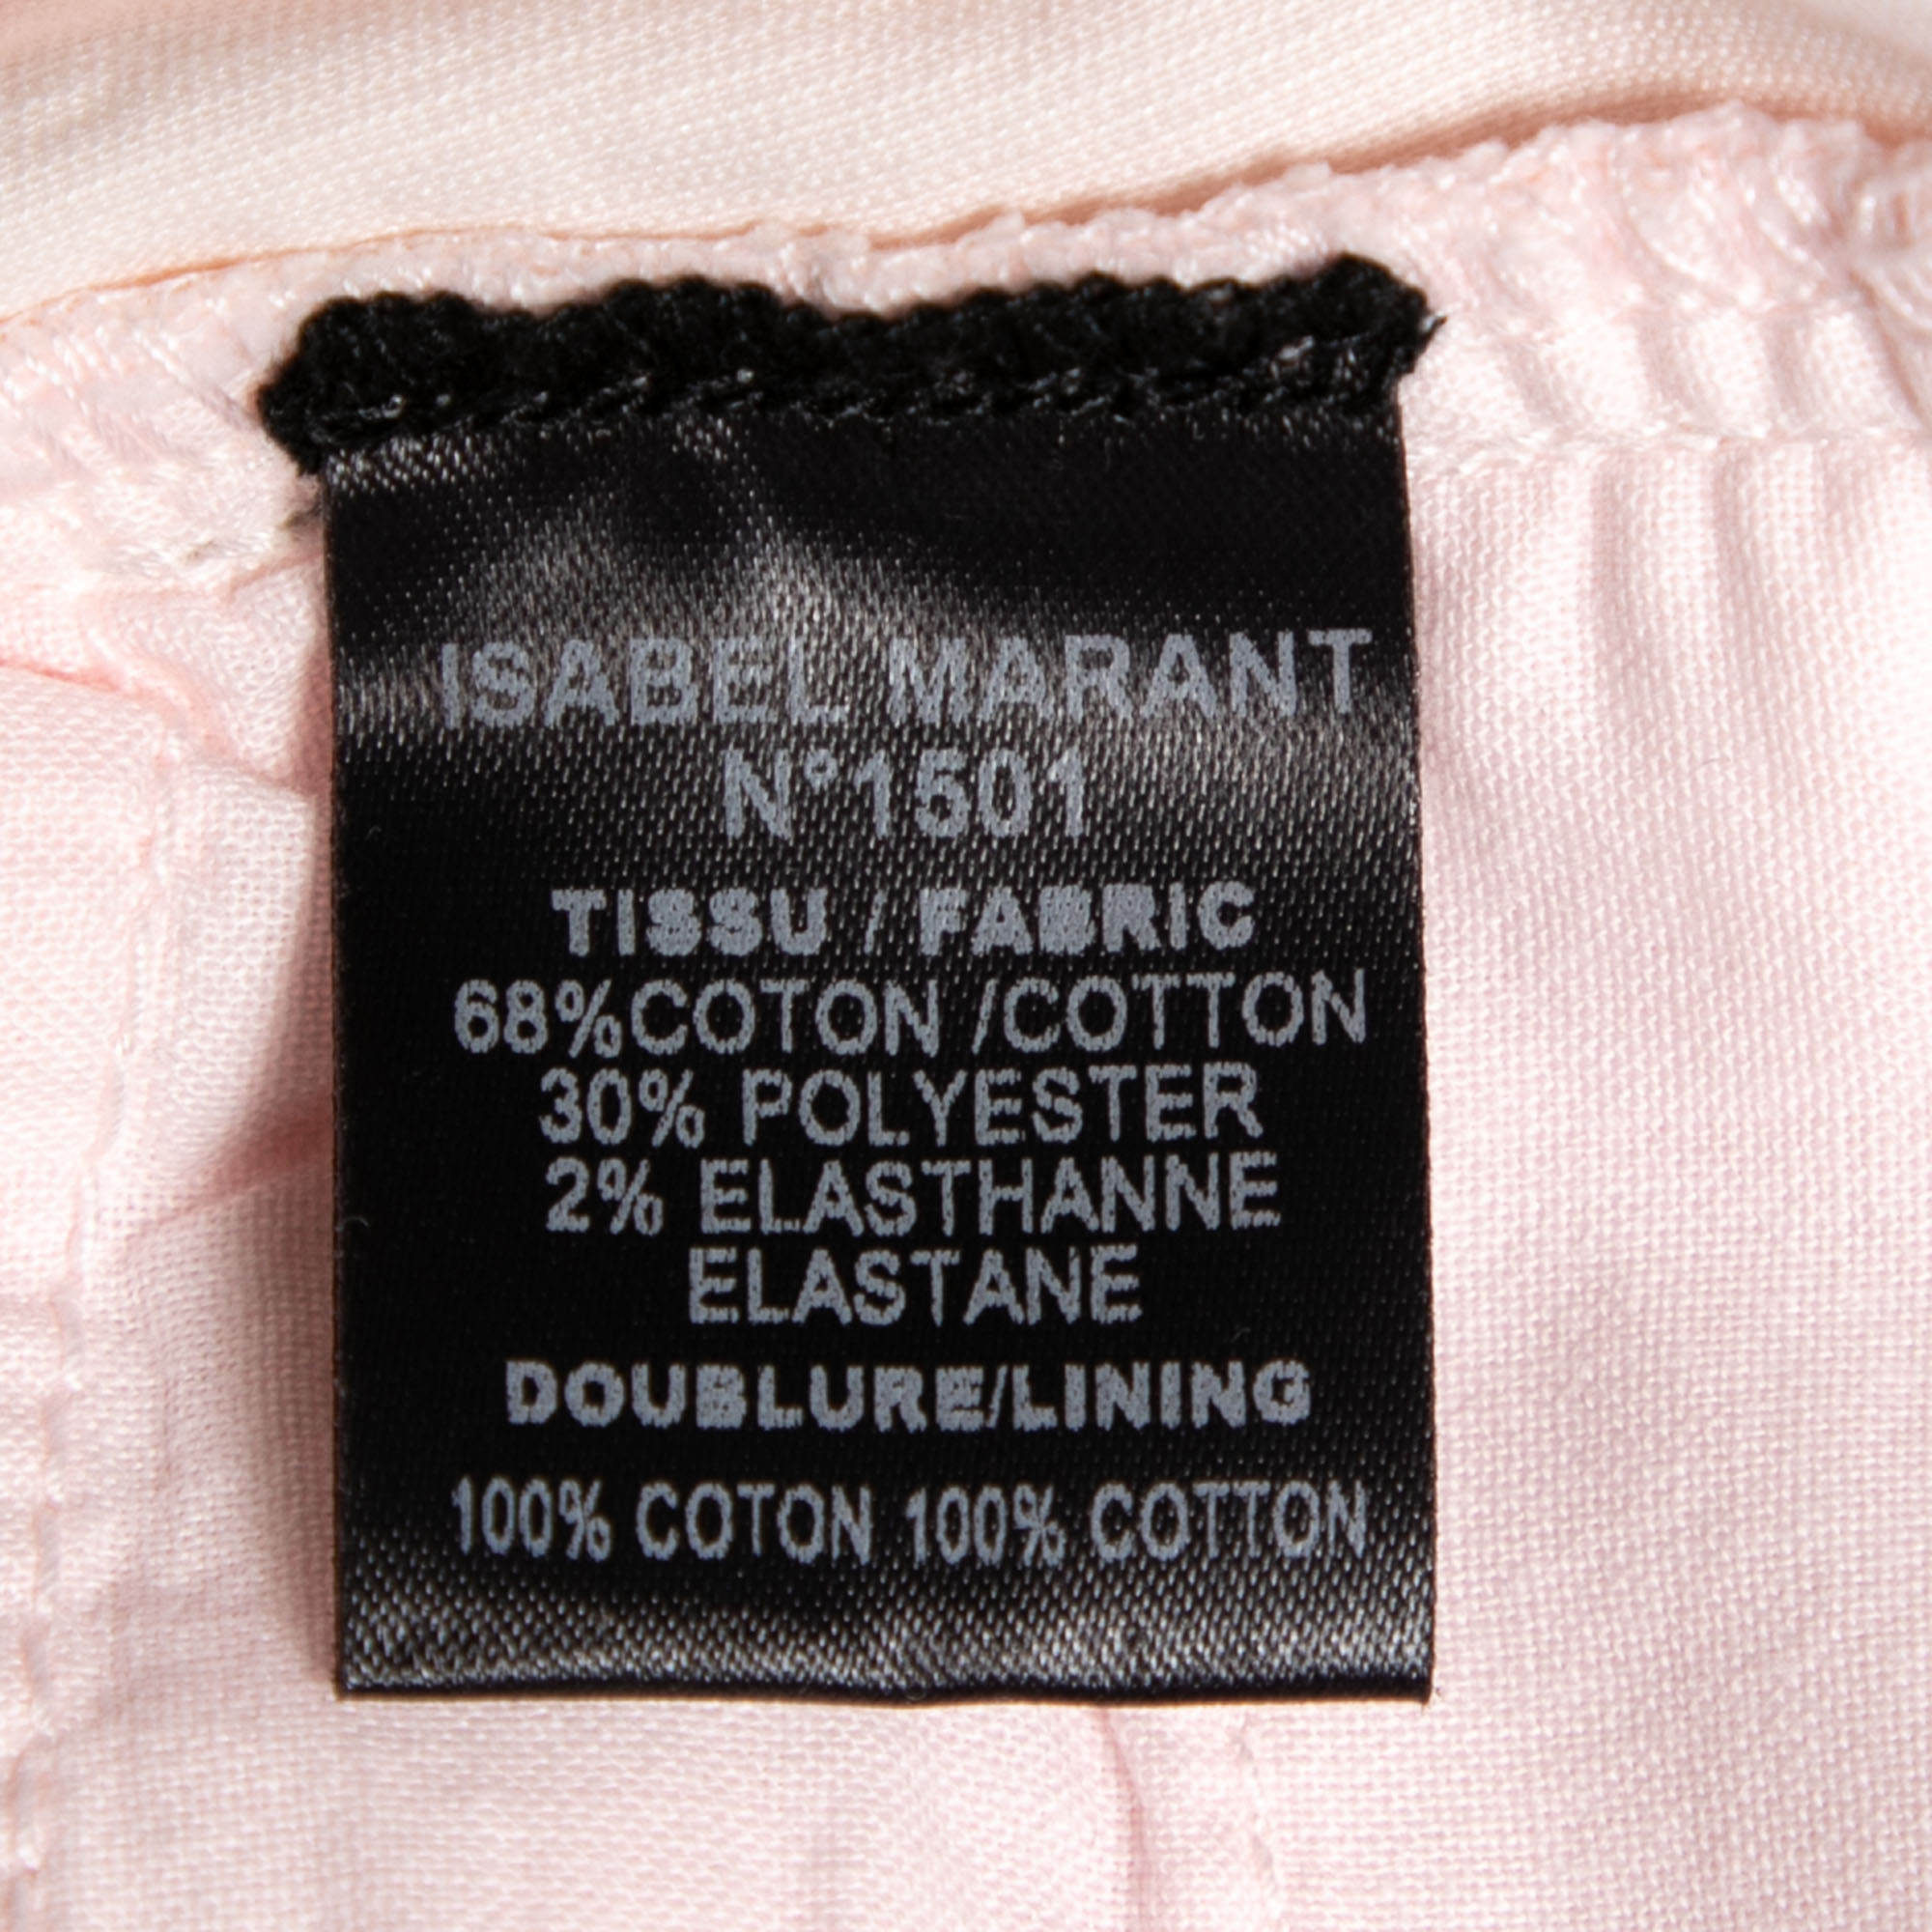 ISABEL MARANT
N°1501
TISSU / FABRIC
68%COTON /COTTON
30% POLYESTER
2% ELASTHANNE
ELASTANE
DOUBLURE/LINING
100% COTON 100% COTTON